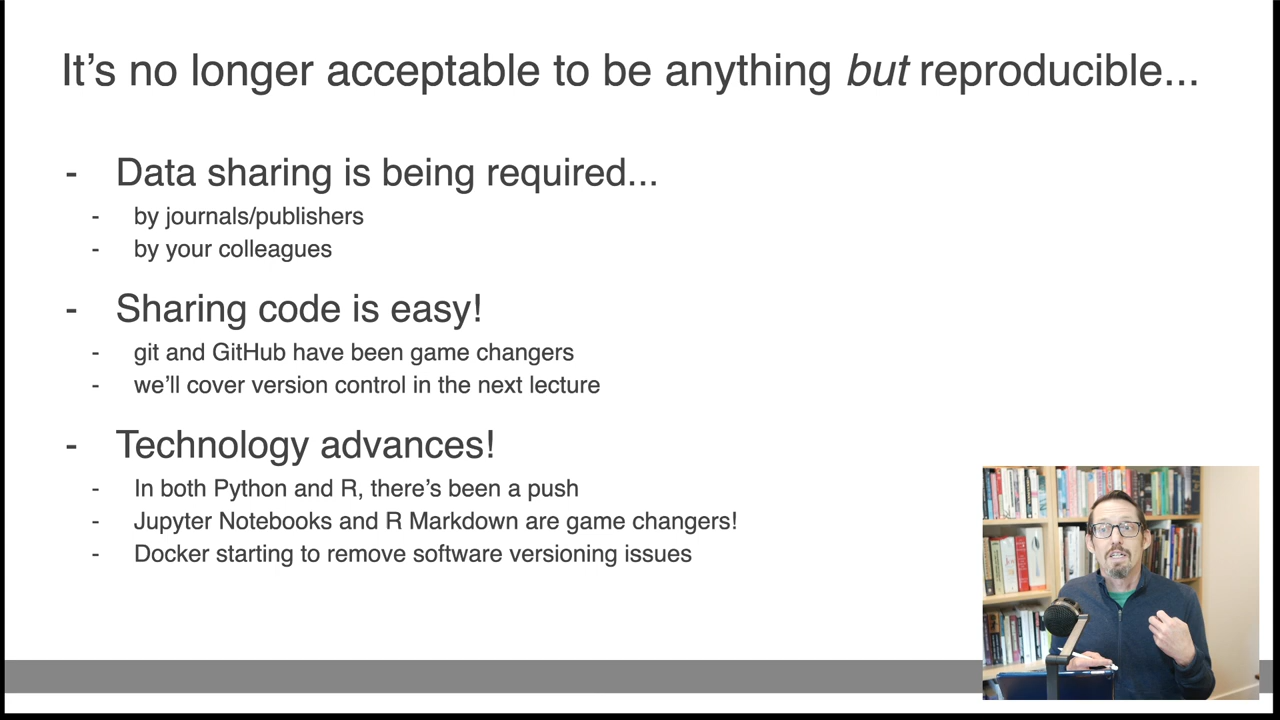 It’s no longer acceptable to be anything but reproducible...
- Data sharing is being required...
- by journals/publishers
- by your colleagues
- Sharing code is easy!
- git and GitHub have been game changers
- we’ll cover version control in the next lecture
- Technology advances!
- In both Python and R, there’s been a push
- Jupyter Notebooks and R Markdown are game changers!
- Docker starting to remove software versioning issues